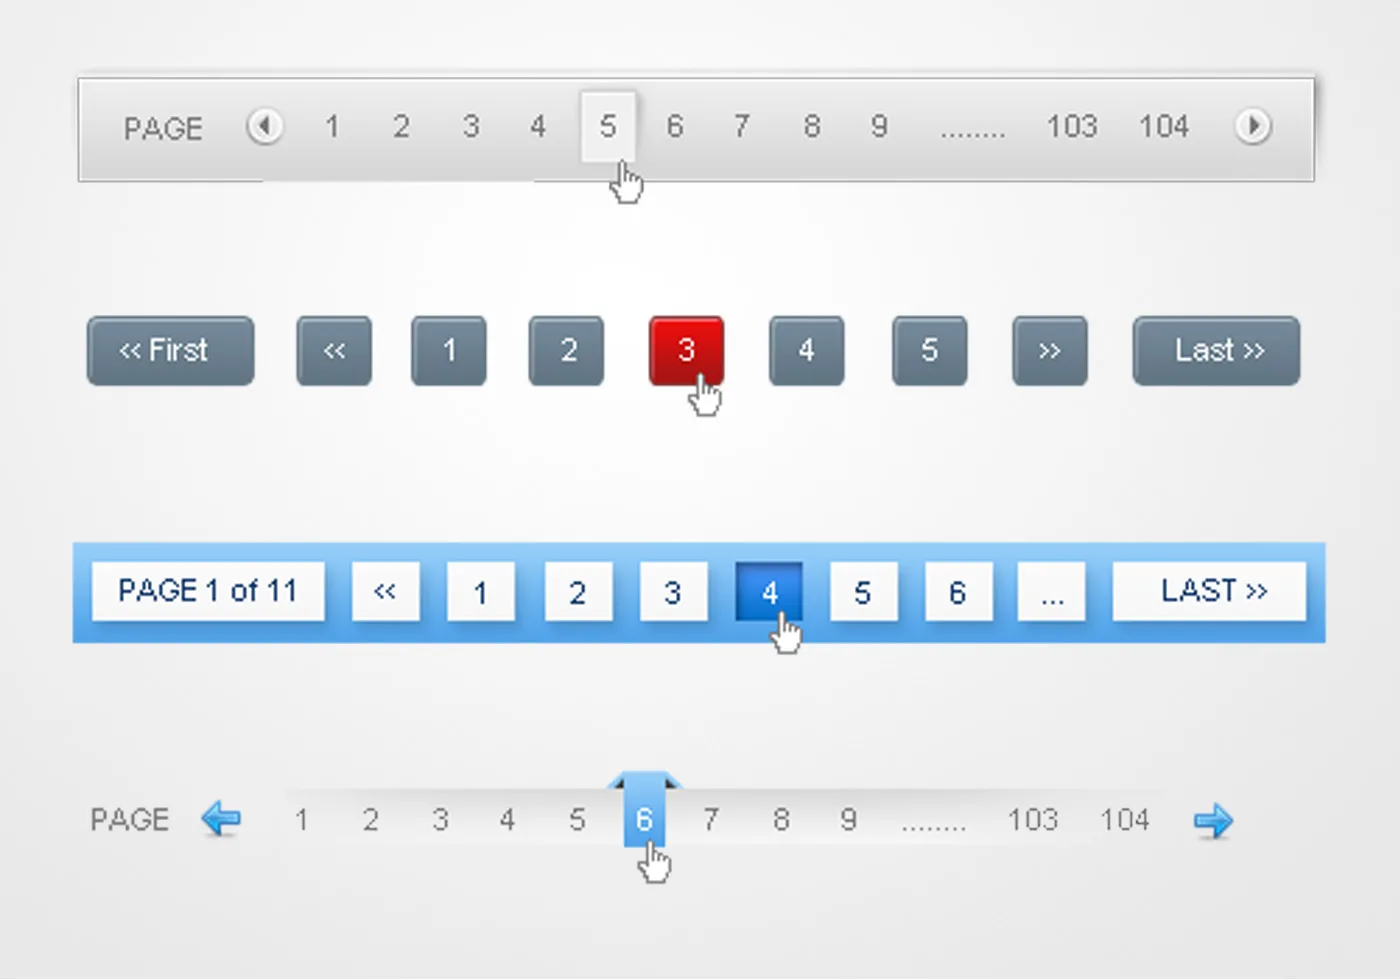 PAGE 1 2 3 4 5 6 7 8 9 ........ 103 104
<< First << 1 2 3 4 5 >> Last >>
PAGE 1 of 11 << 1 2 3 4 5 6 ... LAST >>
PAGE 1 2 3 4 5 6 7 8 9 ........ 103 104